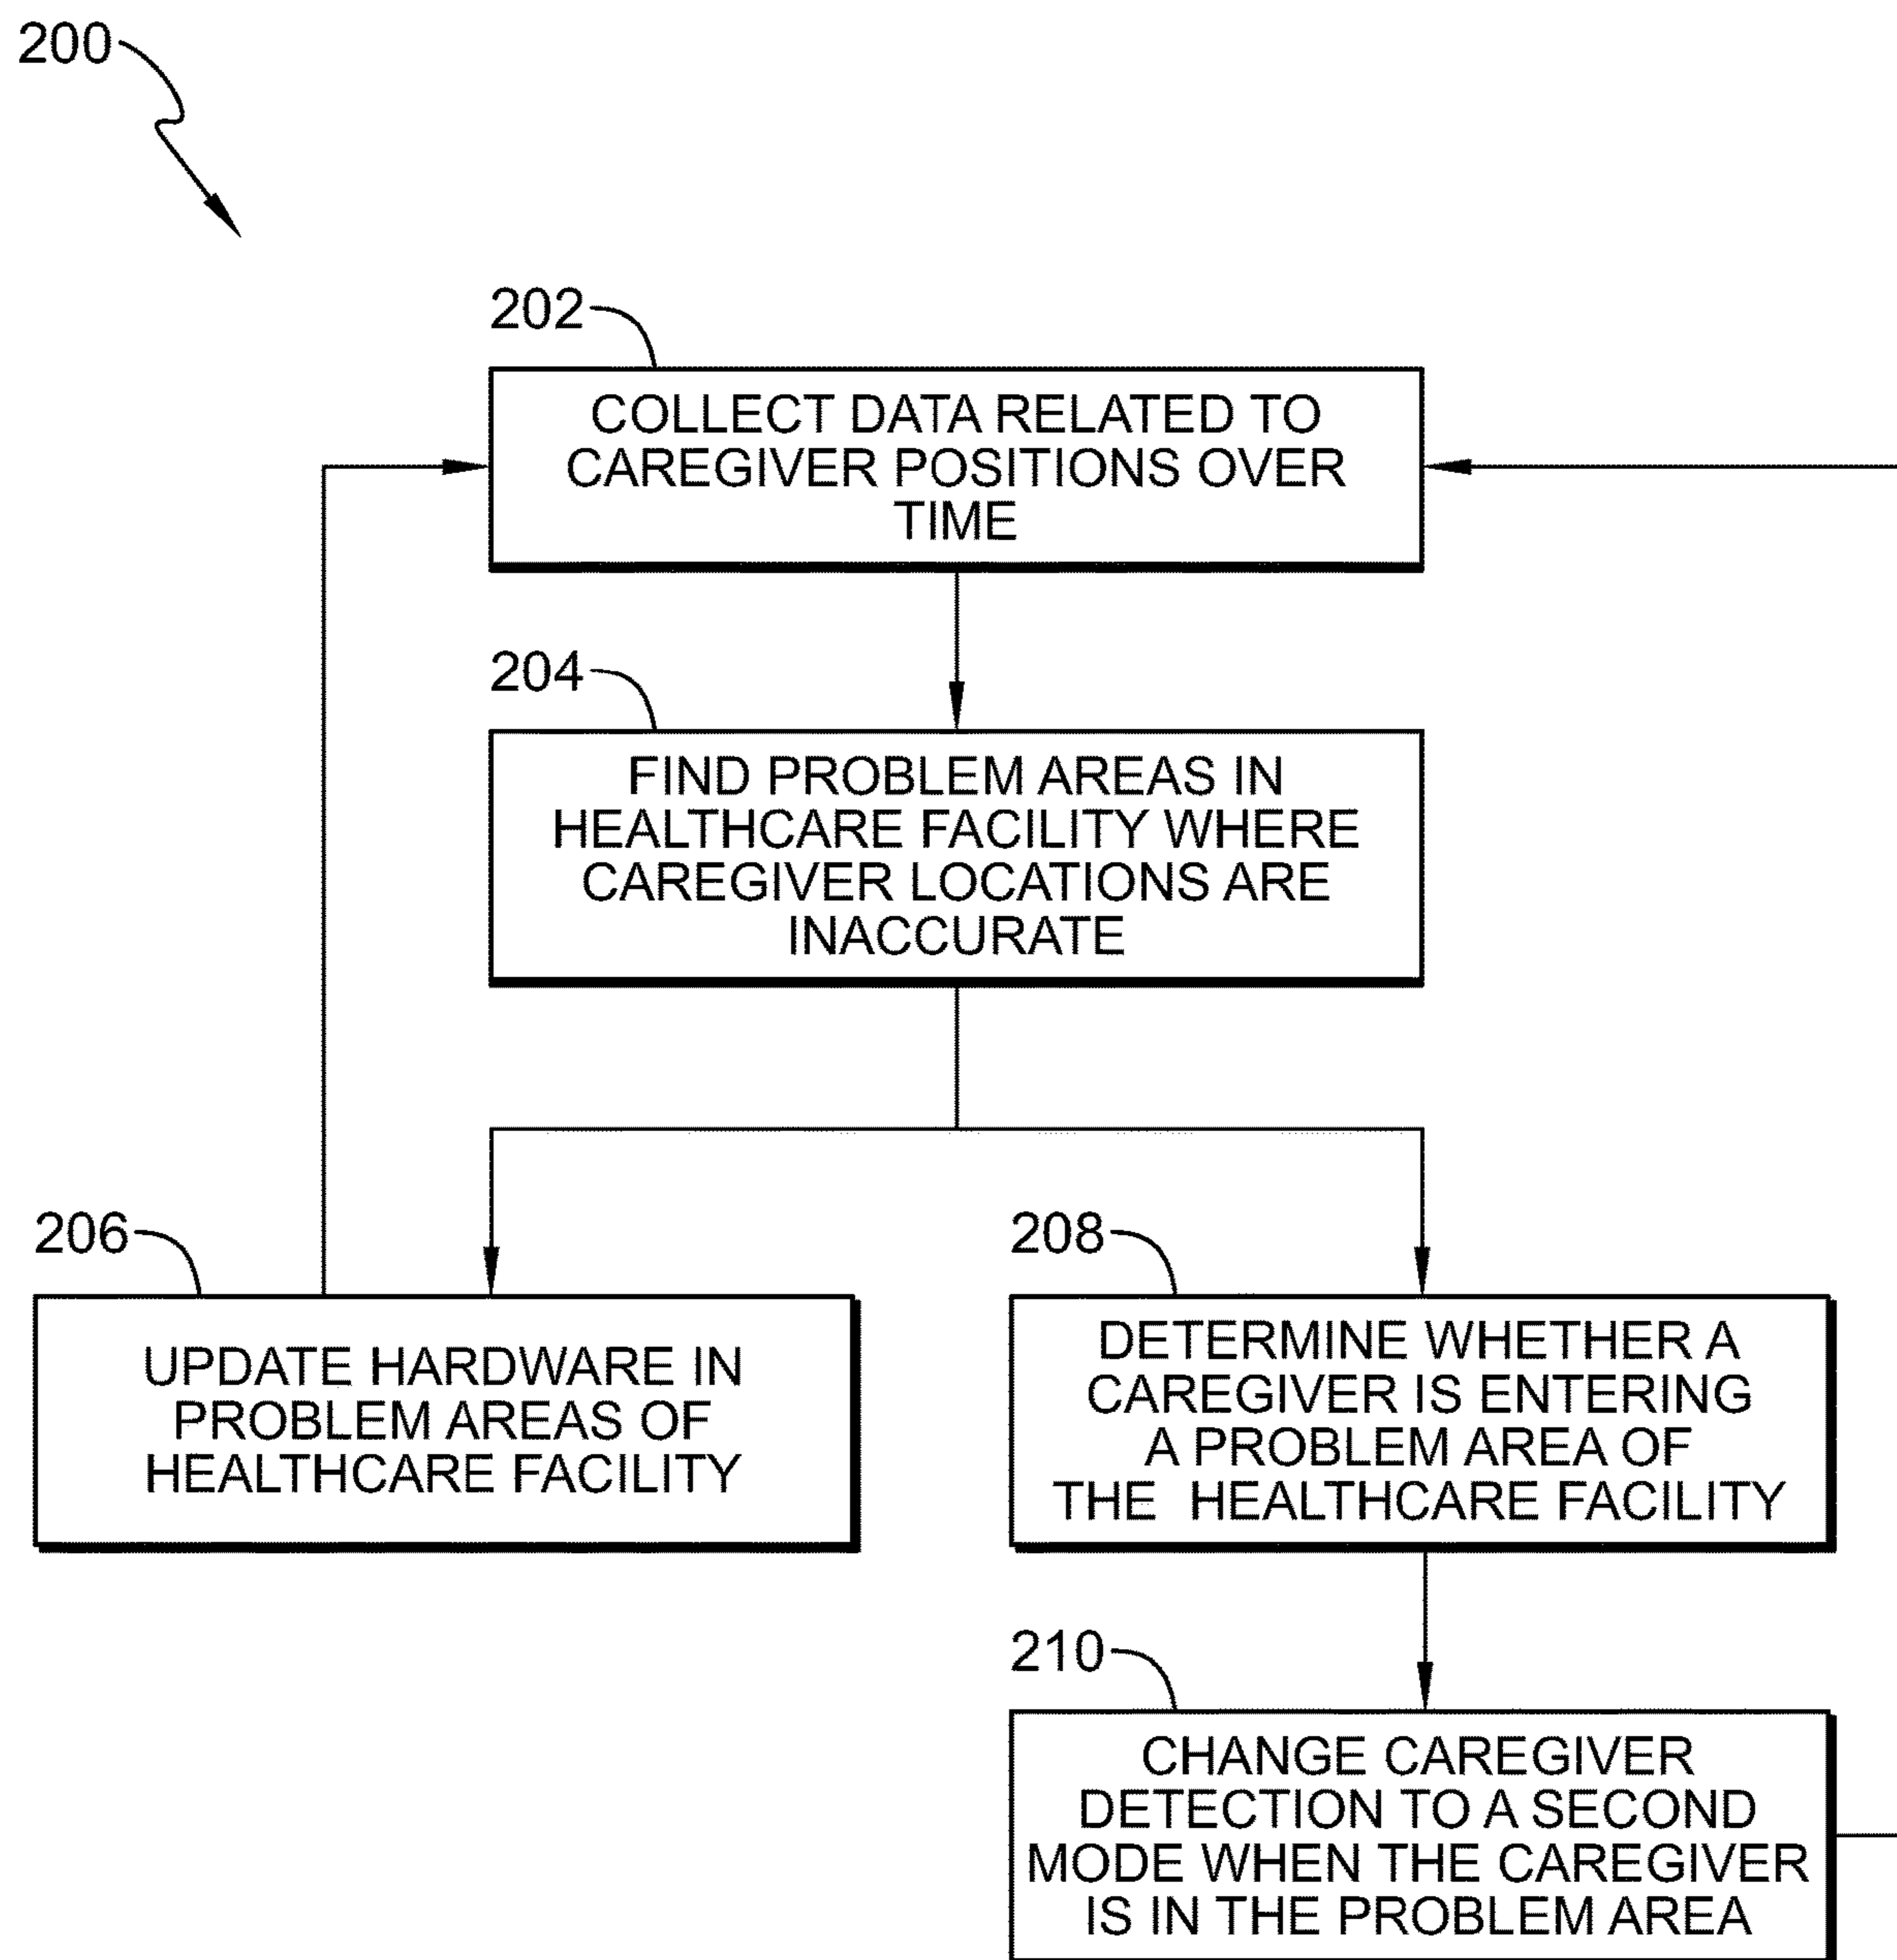 200
202
COLLECT DATA RELATED TO
CAREGIVER POSITIONS OVER
TIME
204
FIND PROBLEM AREAS IN
HEALTHCARE FACILITY WHERE
CAREGIVER LOCATIONS ARE
INACCURATE
206
UPDATE HARDWARE IN
PROBLEM AREAS OF
HEALTHCARE FACILITY
208
DETERMINE WHETHER A
CAREGIVER IS ENTERING
A PROBLEM AREA OF
THE HEALTHCARE FACILITY
210
CHANGE CAREGIVER
DETECTION TO A SECOND
MODE WHEN THE CAREGIVER
IS IN THE PROBLEM AREA